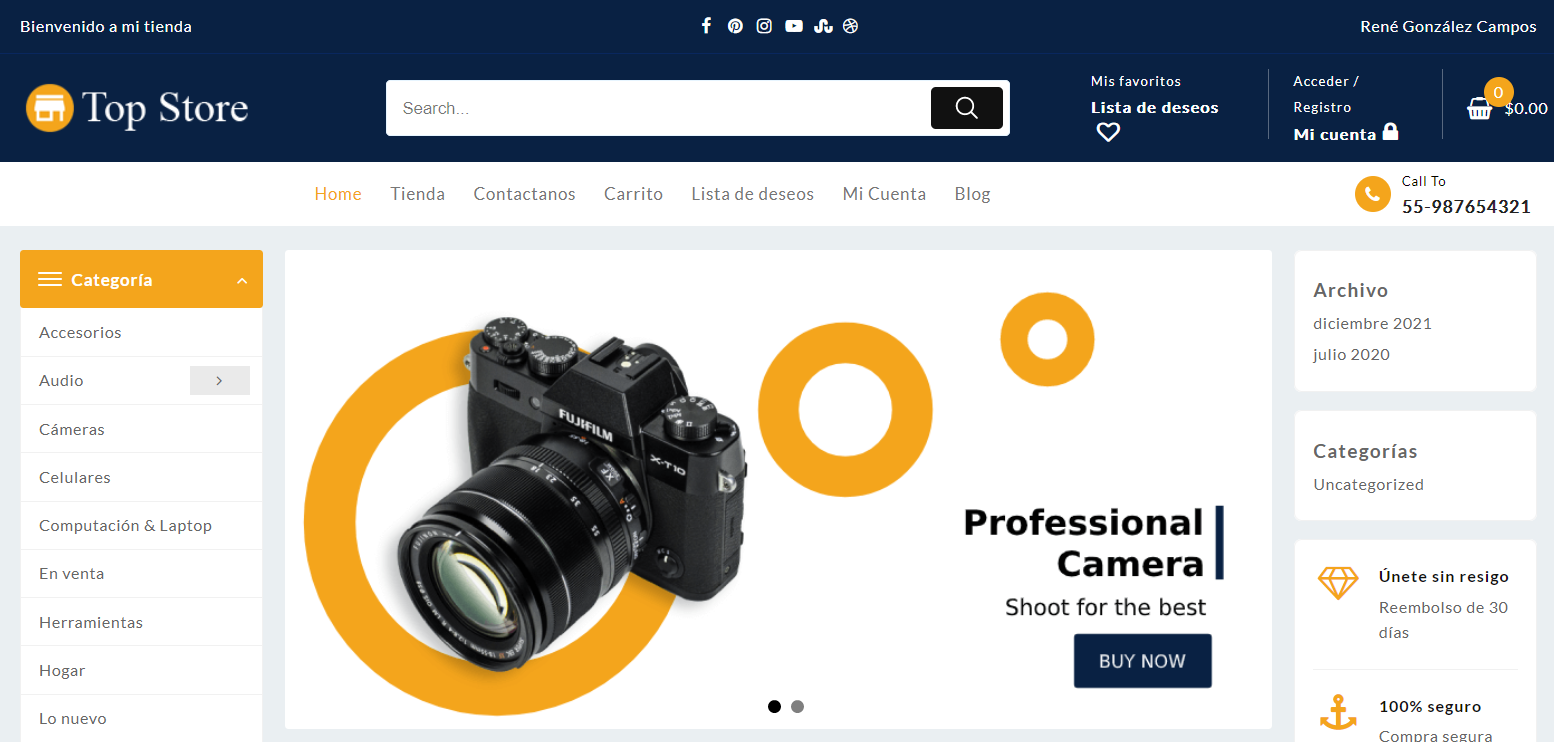 Bienvenido a mi tienda
René González Campos
Top Store
Search...
Mis favoritos
Lista de deseos
Acceder /
Registro
Mi cuenta
0
$0.00
Home
Tienda
Contactanos
Carrito
Lista de deseos
Mi Cuenta
Blog
Call To
55-987654321
Categoría
Accesorios
Audio
Cámeras
Celulares
Computación & Laptop
En venta
Herramientas
Hogar
Lo nuevo
FUJIFILM
X-T10
Professional
Camera
Shoot for the best
BUY NOW
Archivo
diciembre 2021
julio 2020
Categorías
Uncategorized
Únete sin resigo
Reembolso de 30
días
100% seguro
Compra segura